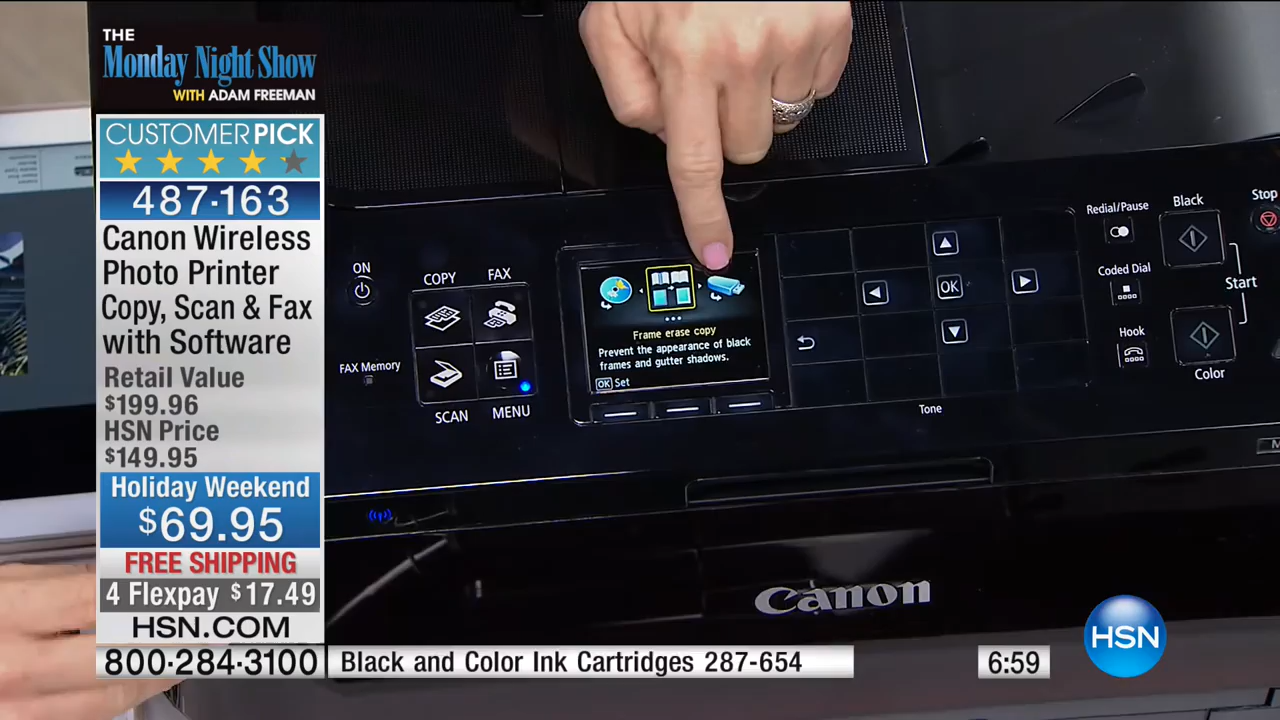 THE
Monday Night Show
WITH ADAM FREEMAN
CUSTOMER PICK
487-163
Canon Wireless
Photo Printer
Copy, Scan & Fax
with Software
Retail Value
$199.96
HSN Price
$149.95
Holiday Weekend
$69.95
FREE SHIPPING
4 Flexpay $17.49
HSN.COM
800-284-3100
Black and Color Ink Cartridges 287-654
6:59
HSN
ON
COPY
FAX
FAX Memory
SCAN
MENU
Frame erase copy
Prevent the appearance of black
frames and gutter shadows.
OK Set
OK
Tone
Redial/Pause
Coded Dial
Hook
Black
Stop
Start
Color
Canon